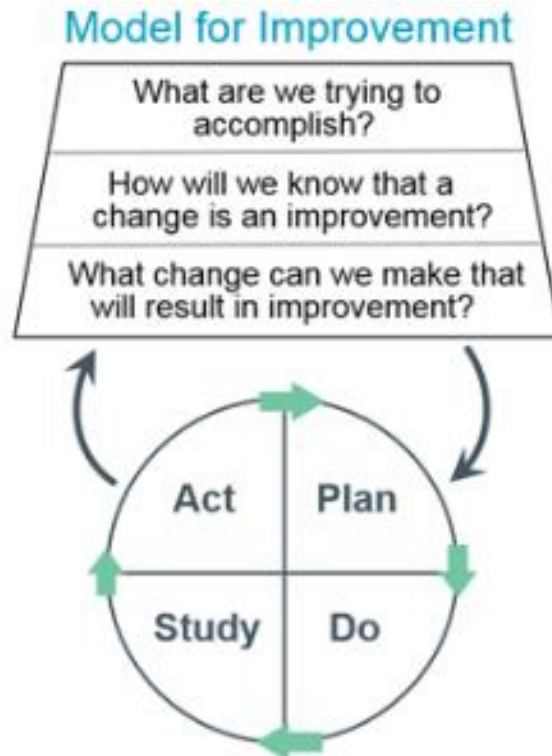 Model for Improvement
What are we trying to
accomplish?
How will we know that a
change is an improvement?
What change can we make that
will result in improvement?
Act
Plan
Study
Do